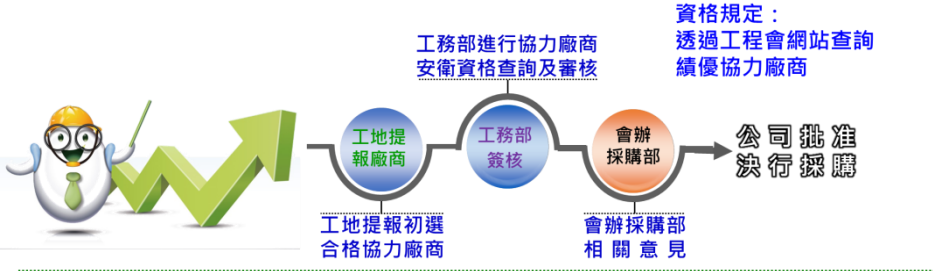 資格規定：
透過工程會網站查詢
績優協力廠商
工務部進行協力廠商
安衛資格查詢及審核
工地提
報廠商
工務部
簽核
會辦
採購部
公司批准
決行採購
工地提報初選
合格協力廠商
會辦採購部
相關意見